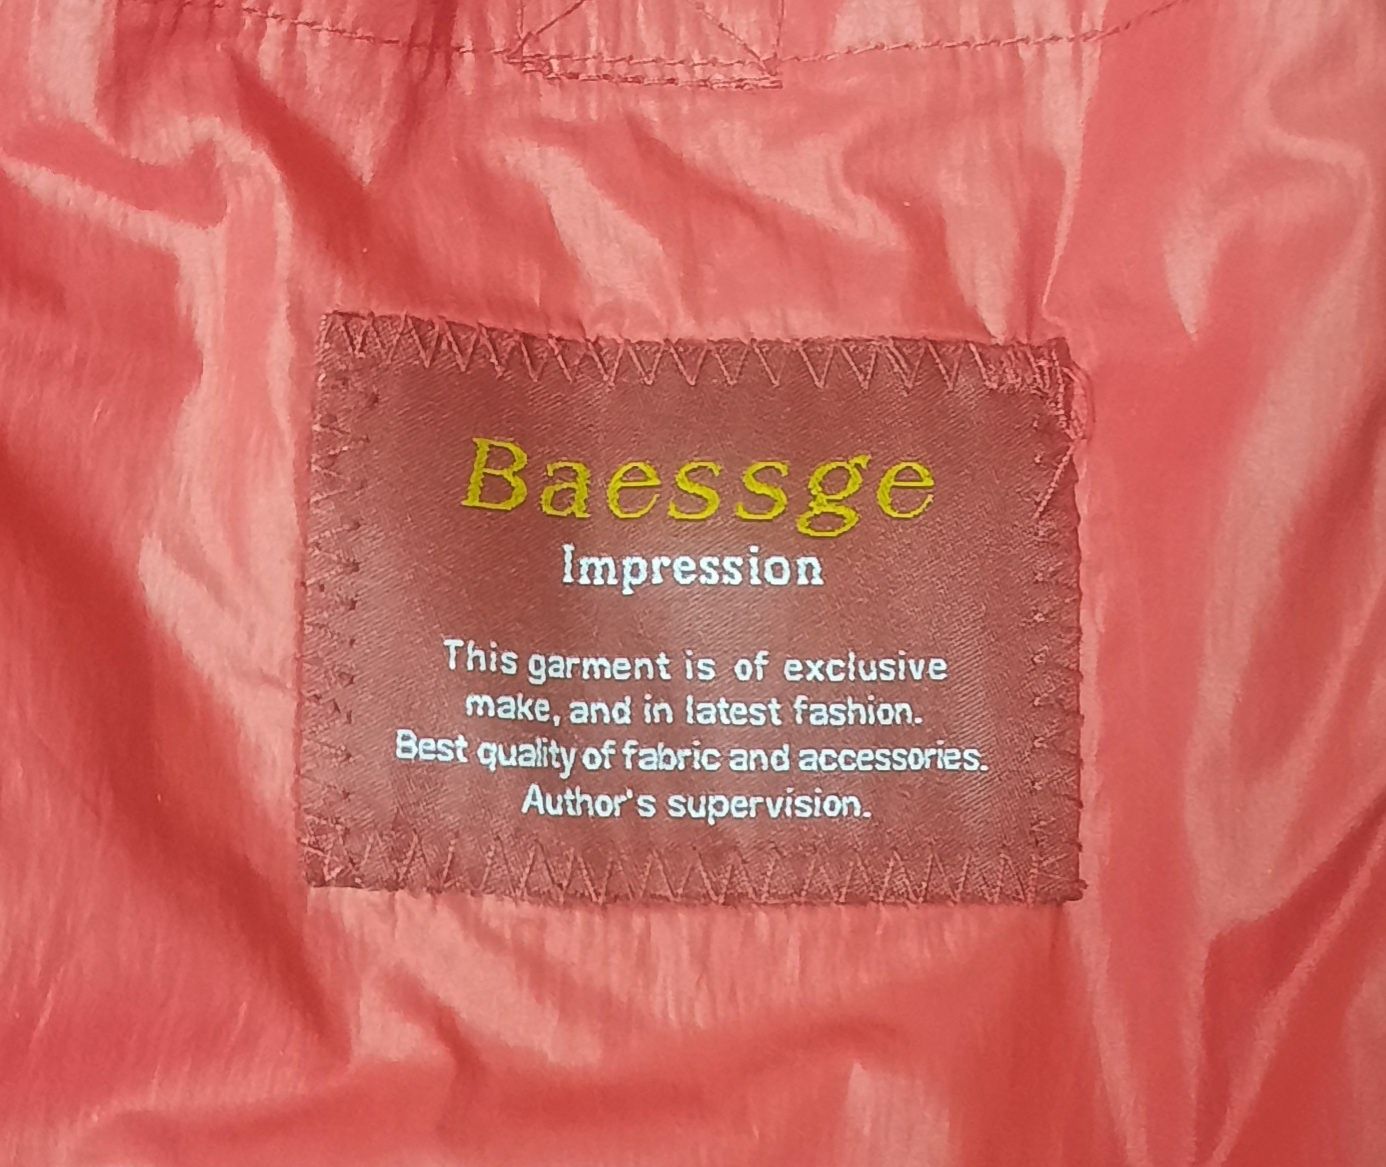 Baessge
Impression
This garment is of exclusive
make, and in latest fashion.
Best quality of fabric and accessories.
Author's supervision.